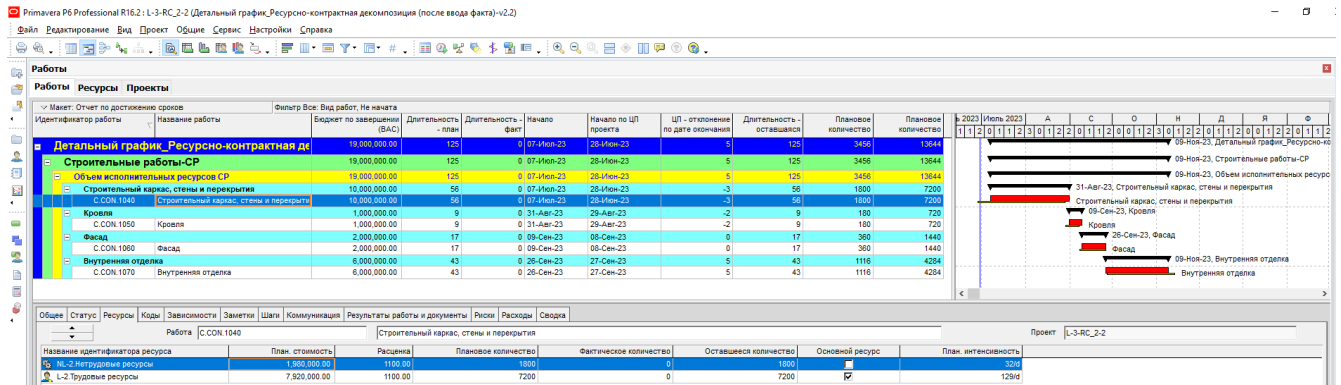 Primavera P6 Professional R16.2 : L-3-RC_2-2 (Детальный график_Ресурсно-контрактная декомпозиция (после ввода факта)-v2.2)
Файл Редактирование Вид Проект Общие Сервис Настройки Справка
Работы
Работы Ресурсы Проекты
Макет: Отчет по достижению сроков Фильтр Все: Вид работ, Не начата
Идентификатор работы Название работы Бюджет по завершении (BAC) Длительность - план Длительность - факт Начало Начало по ЦП проекта ЦП - отклонение по дате окончания Длительность - оставшаяся Плановое количество Плановое количество
ь 2023 Июль 2023 А С О Н Д Я Ф
Детальный график_Ресурсно-контрактная де 19,000,000.00 125 0 07-Июл-23 28-Июн-23 5 125 3456 13644 09-Ноя-23, Детальный график_Ресурсно-ко
Строительные работы-СР 19,000,000.00 125 0 07-Июл-23 28-Июн-23 5 125 3456 13644 09-Ноя-23, Строительные работы-СР
Объем исполнительных ресурсов СР 19,000,000.00 125 0 07-Июл-23 28-Июн-23 5 125 3456 13644 09-Ноя-23, Объем исполнительных ресурс
Строительный каркас, стены и перекрытия 10,000,000.00 56 0 07-Июл-23 28-Июн-23 -3 56 1800 7200 31-Авг-23, Строительный каркас, стены и перекрытия
C.CON.1040 Строительный каркас, стены и перекрыти 10,000,000.00 56 0 07-Июл-23 28-Июн-23 -3 56 1800 7200 Строительный каркас, стены и перекрытия
Кровля 1,000,000.00 9 0 31-Авг-23 29-Авг-23 -2 9 180 720 09-Сен-23, Кровля
C.CON.1050 Кровля 1,000,000.00 9 0 31-Авг-23 29-Авг-23 -2 9 180 720 Кровля
Фасад 2,000,000.00 17 0 09-Сен-23 08-Сен-23 0 17 360 1440 26-Сен-23, Фасад
C.CON.1060 Фасад 2,000,000.00 17 0 09-Сен-23 08-Сен-23 0 17 360 1440 Фасад
Внутренняя отделка 6,000,000.00 43 0 26-Сен-23 27-Сен-23 5 43 1116 4284 09-Ноя-23, Внутренняя отделка
C.CON.1070 Внутренняя отделка 6,000,000.00 43 0 26-Сен-23 27-Сен-23 5 43 1116 4284 Внутренняя отделка
Общее Статус Ресурсы Коды Зависимости Заметки Шаги Коммуникация Результаты работы и документы Риски Расходы Сводка
Работа C.CON.1040 Строительный каркас, стены и перекрытия Проект L-3-RC_2-2
Название идентификатора ресурса План. стоимость Расценка Плановое количество Фактическое количество Оставшееся количество Основной ресурс План. интенсивность
NL-2.Нетрудовые ресурсы 1,980,000.00 1100.00 1800 0 1800 32/d
L-2.Трудовые ресурсы 7,920,000.00 1100.00 7200 0 7200 129/d